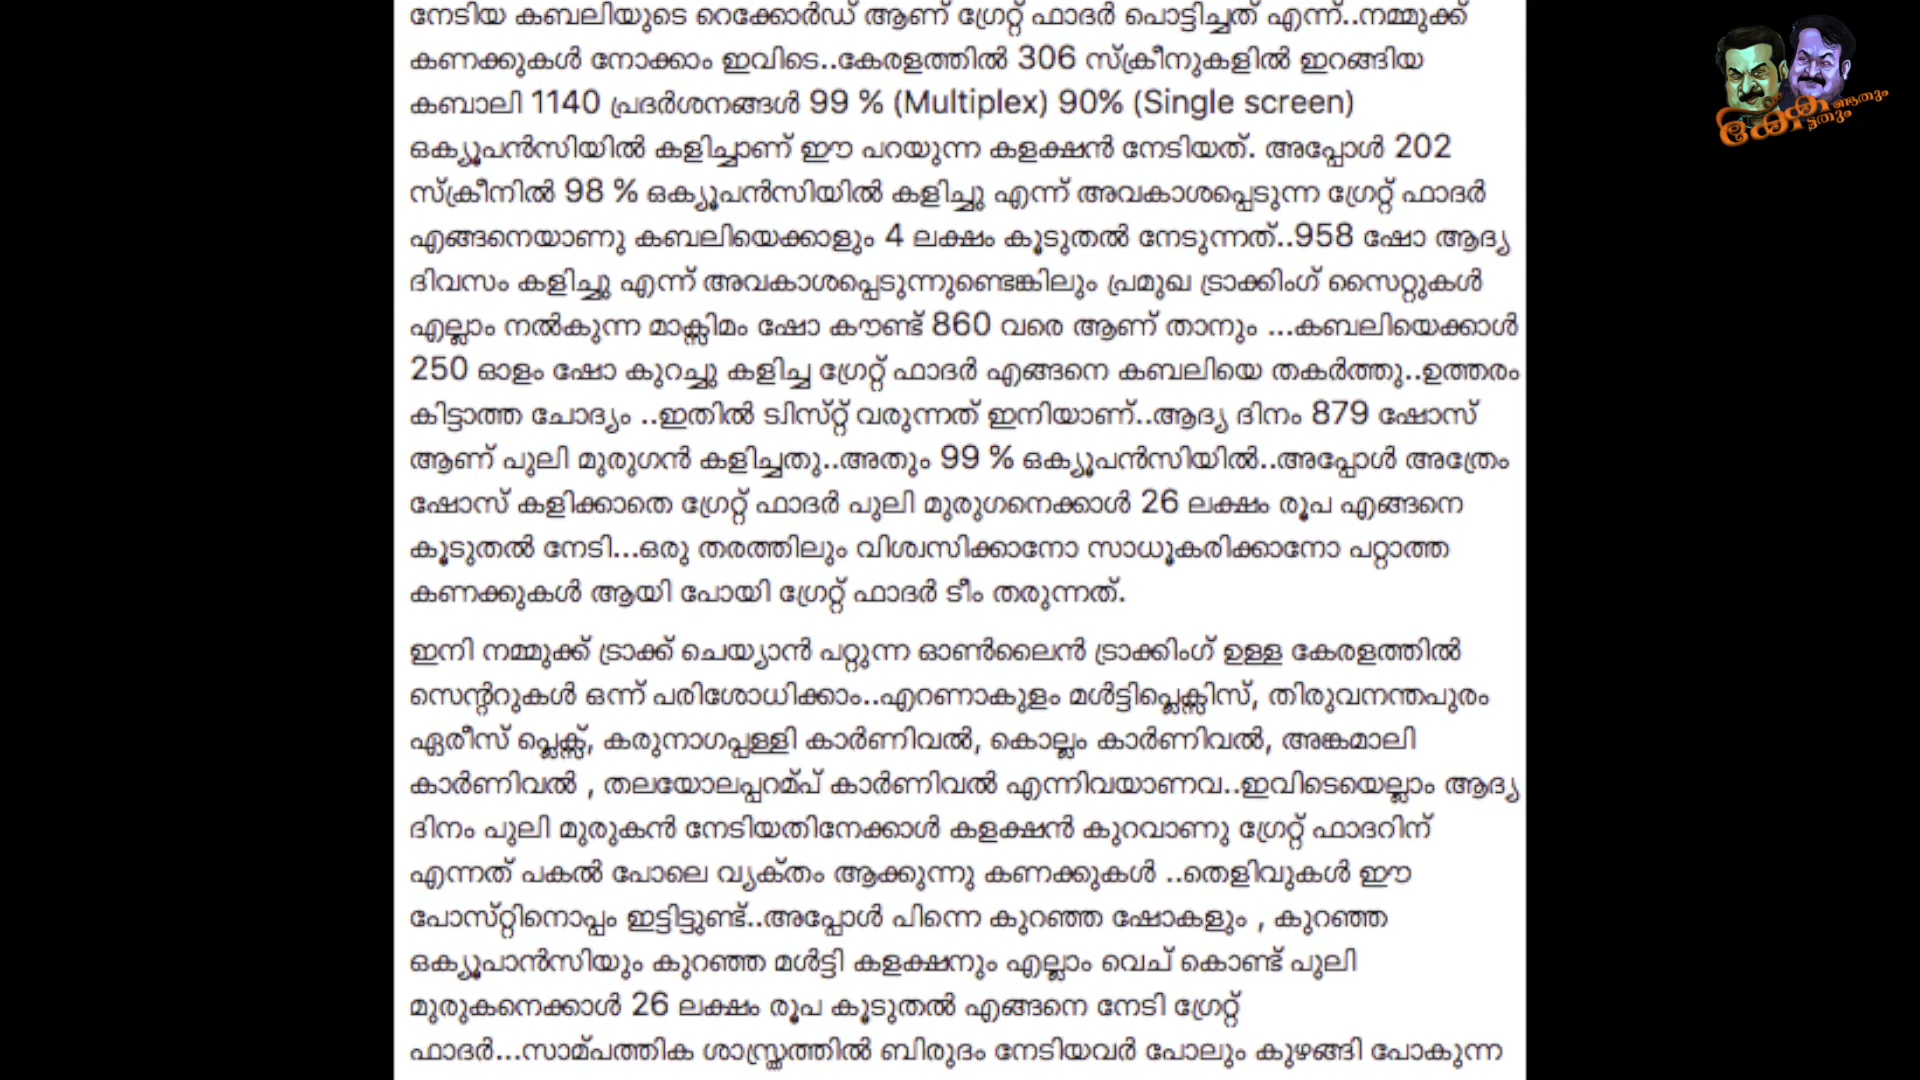 നേടിയ കബലിയുടെ റെക്കോർഡ് ആണ് ഗ്രേറ്റ് ഫാദർ പൊട്ടിച്ചത് എന്ന്..നമ്മുക്ക്
കണക്കുകൾ നോക്കാം ഇവിടെ..കേരളത്തിൽ 306 സ്ക്രീനുകളിൽ ഇറങ്ങിയ
കബാലി 1140 പ്രദർശനങ്ങൾ 99 % (Multiplex) 90% (Single screen)
ഒക്യൂപൻസിയിൽ കളിച്ചാണ് ഈ പറയുന്ന കളക്ഷൻ നേടിയത്. അപ്പോൾ 202
സ്ക്രീനിൽ 98 % ഒക്യൂപൻസിയിൽ കളിച്ചു എന്ന് അവകാശപ്പെടുന്ന ഗ്രേറ്റ് ഫാദർ
എങ്ങനെയാണു കബലിയെക്കാളും 4 ലക്ഷം കൂടുതൽ നേടുന്നത്..958 ഷോ ആദ്യ
ദിവസം കളിച്ചു എന്ന് അവകാശപ്പെടുന്നുണ്ടെങ്കിലും പ്രമുഖ ട്രാക്കിംഗ് സൈറ്റുകൾ
എല്ലാം നൽകുന്ന മാക്സിമം ഷോ കൗണ്ട് 860 വരെ ആണ് താനും ...കബലിയെക്കാൾ
250 ഓളം ഷോ കുറച്ചു കളിച്ച ഗ്രേറ്റ് ഫാദർ എങ്ങനെ കബലിയെ തകർത്തു..ഉത്തരം
കിട്ടാത്ത ചോദ്യം ..ഇതിൽ ട്വിസ്റ്റ് വരുന്നത് ഇനിയാണ്..ആദ്യ ദിനം 879 ഷോസ്
ആണ് പുലി മുരുഗൻ കളിച്ചതു..അതും 99 % ഒക്യൂപൻസിയിൽ..അപ്പോൾ അത്രേം
ഷോസ് കളിക്കാതെ ഗ്രേറ്റ് ഫാദർ പുലി മുരുഗനെക്കാൾ 26 ലക്ഷം രൂപ എങ്ങനെ
കൂടുതൽ നേടി...ഒരു തരത്തിലും വിശ്വസിക്കാനോ സാധൂകരിക്കാനോ പറ്റാത്ത
കണക്കുകൾ ആയി പോയി ഗ്രേറ്റ് ഫാദർ ടീം തരുന്നത്.
ഇനി നമ്മുക്ക് ട്രാക്ക് ചെയ്യാൻ പറ്റുന്ന ഓൺലൈൻ ട്രാക്കിംഗ് ഉള്ള കേരളത്തിൽ
സെന്ററുകൾ ഒന്ന് പരിശോധിക്കാം..എറണാകുളം മൾട്ടിപ്ലെക്സിസ്, തിരുവനന്തപുരം
ഏരീസ് പ്ലെക്സ്, കരുനാഗപ്പള്ളി കാർണിവൽ, കൊല്ലം കാർണിവൽ, അങ്കമാലി
കാർണിവൽ , തലയോലപ്പറമ്പ് കാർണിവൽ എന്നിവയാണവ..ഇവിടെയെല്ലാം ആദ്യ
ദിനം പുലി മുരുകൻ നേടിയതിനേക്കാൾ കളക്ഷൻ കുറവാണു ഗ്രേറ്റ് ഫാദറിന്
എന്നത് പകൽ പോലെ വ്യക്തം ആക്കുന്നു കണക്കുകൾ ..തെളിവുകൾ ഈ
പോസ്റ്റിനൊപ്പം ഇട്ടിട്ടുണ്ട്..അപ്പോൾ പിന്നെ കുറഞ്ഞ ഷോകളും , കുറഞ്ഞ
ഒക്യൂപാൻസിയും കുറഞ്ഞ മൾട്ടി കളക്ഷനും എല്ലാം വെച് കൊണ്ട് പുലി
മുരുകനെക്കാൾ 26 ലക്ഷം രൂപ കൂടുതൽ എങ്ങനെ നേടി ഗ്രേറ്റ്
ഫാദർ...സാമ്പത്തിക ശാസ്ത്രത്തിൽ ബിരുദം നേടിയവർ പോലും കുഴങ്ങി പോകുന്ന